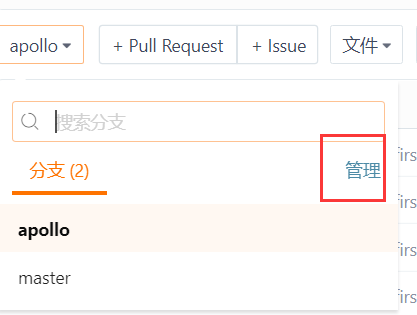 apollo
+ Pull Request
+ Issue
文件
搜索分支
分支 (2)
管理
firs
apollo
firs
firs
master
firs